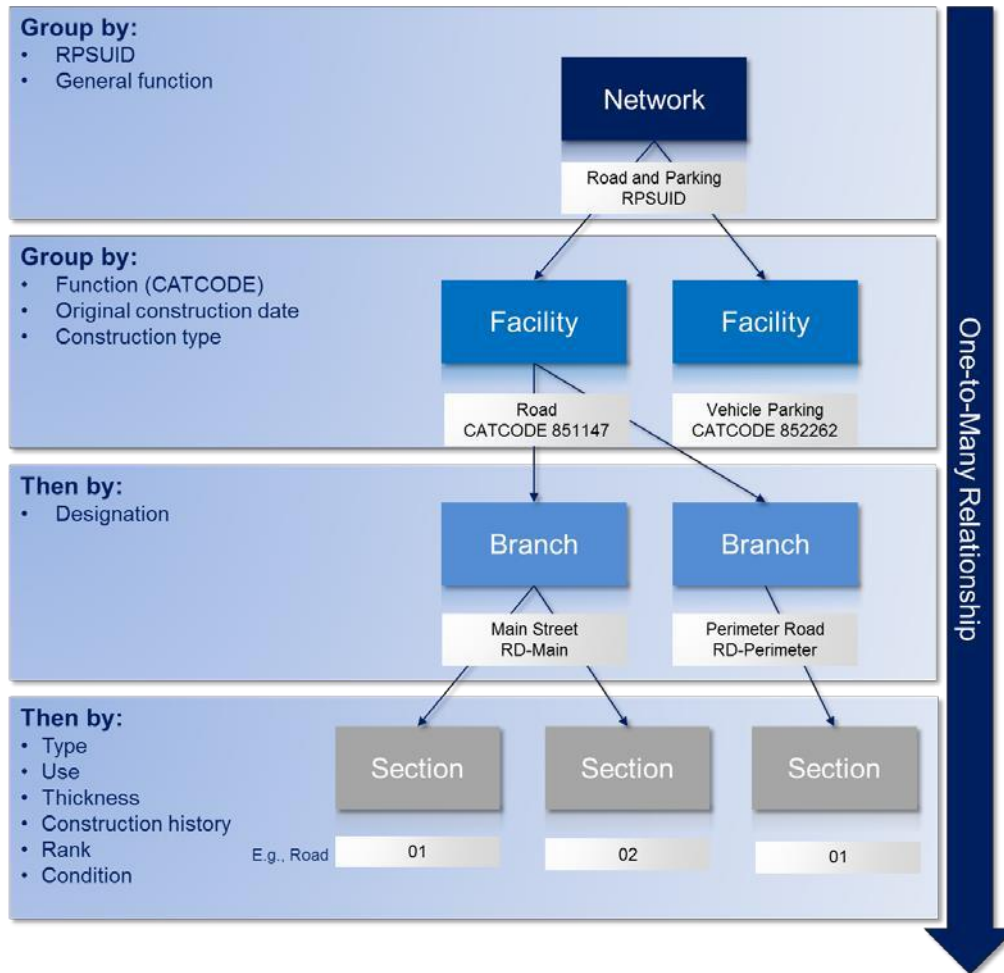 Group by:
• RPSUID
• General function
Network
Road and Parking
RPSUID
Group by:
• Function (CATCODE)
• Original construction date
• Construction type
Facility
Facility
Road
CATCODE 851147
Vehicle Parking
CATCODE 852262
Then by:
• Designation
Branch
Branch
Main Street
RD-Main
Perimeter Road
RD-Perimeter
Then by:
• Type
• Use
• Thickness
• Construction history
• Rank
• Condition
Section
Section
Section
E.g., Road
01
02
01
One-to-Many Relationship